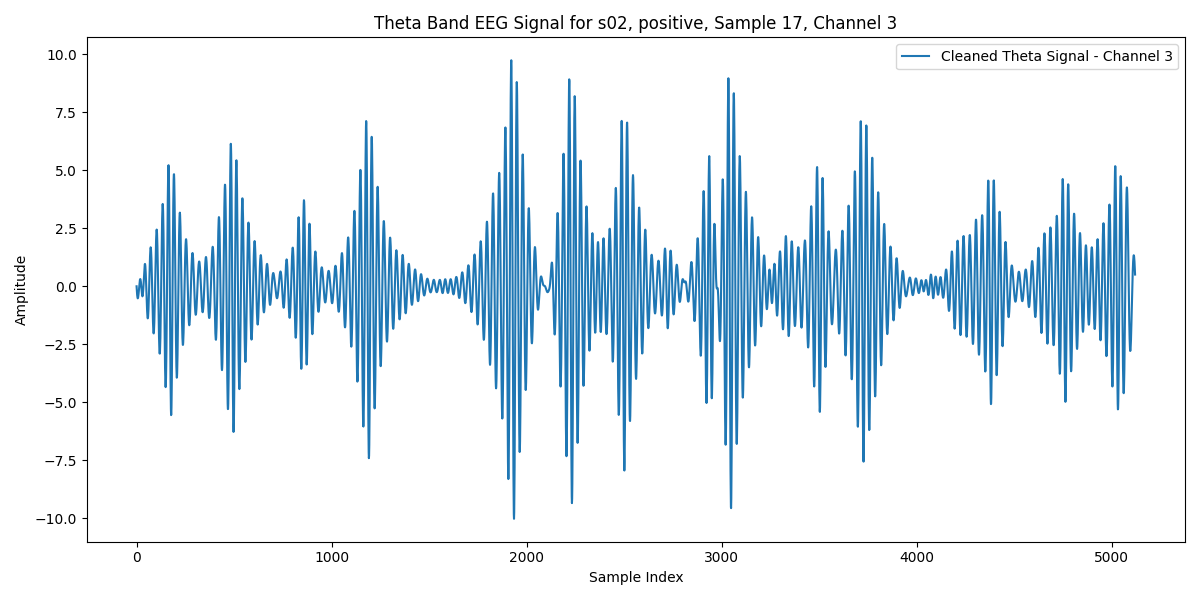 Theta Band EEG Signal for s02, positive, Sample 17, Channel 3
Cleaned Theta Signal - Channel 3
10.0
7.5
5.0
2.5
0.0
−2.5
−5.0
−7.5
−10.0
Amplitude
0 1000 2000 3000 4000 5000
Sample Index